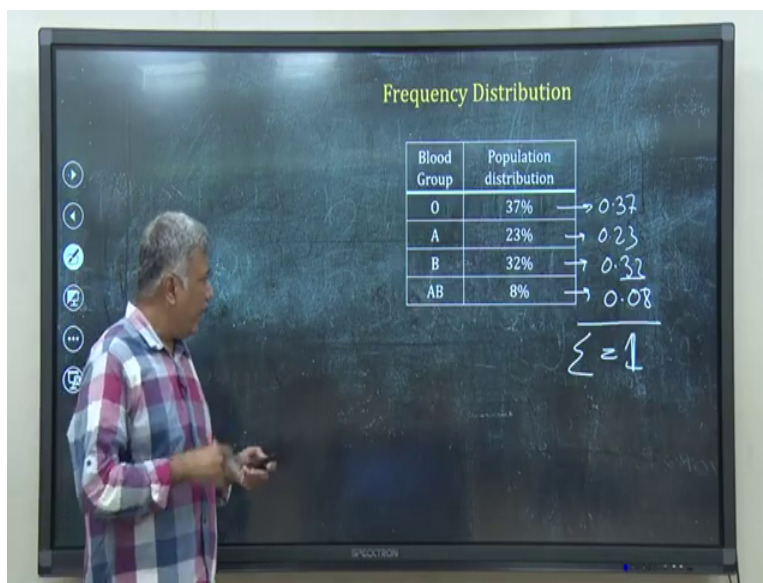 Frequency Distribution
Blood Group Population distribution
O 37% → 0.37
A 23% → 0.23
B 32% → 0.32
AB 8% → 0.08
Σ = 1
SPECKTRON